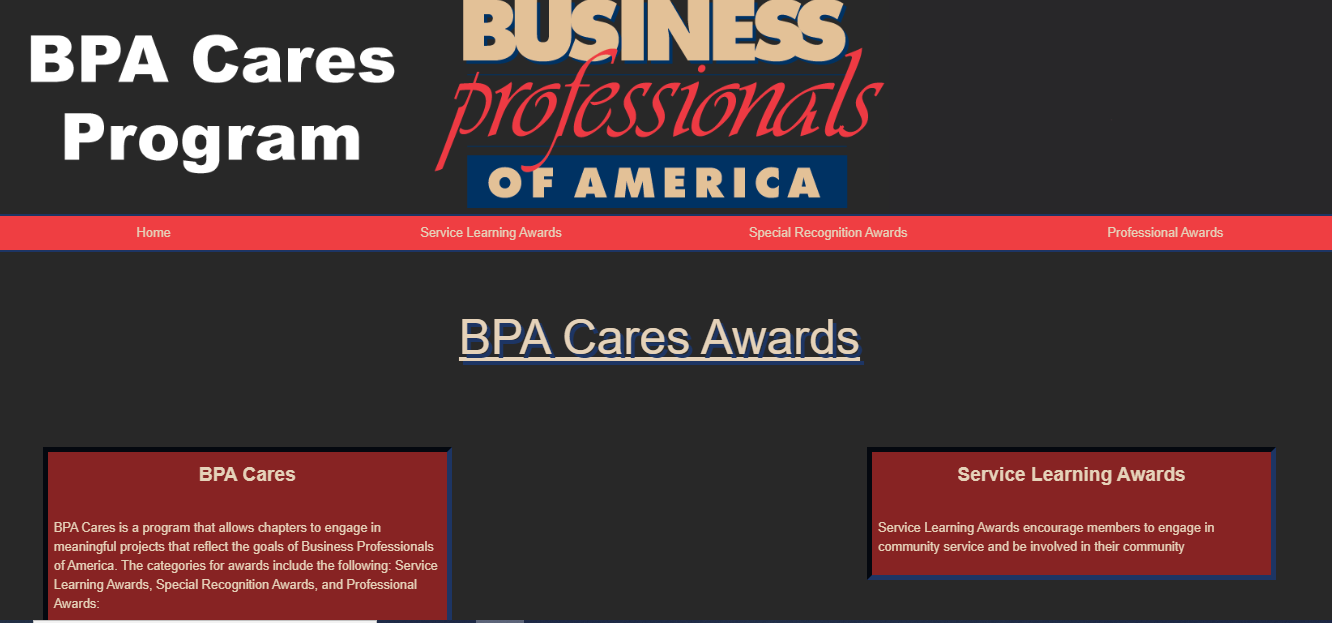 BPA Cares
Program
BUSINESS
professionals
OF AMERICA
Home
Service Learning Awards
Special Recognition Awards
Professional Awards
BPA Cares Awards
BPA Cares
BPA Cares is a program that allows chapters to engage in
meaningful projects that reflect the goals of Business Professionals
of America. The categories for awards include the following: Service
Learning Awards, Special Recognition Awards, and Professional
Awards:
Service Learning Awards
Service Learning Awards encourage members to engage in
community service and be involved in their community